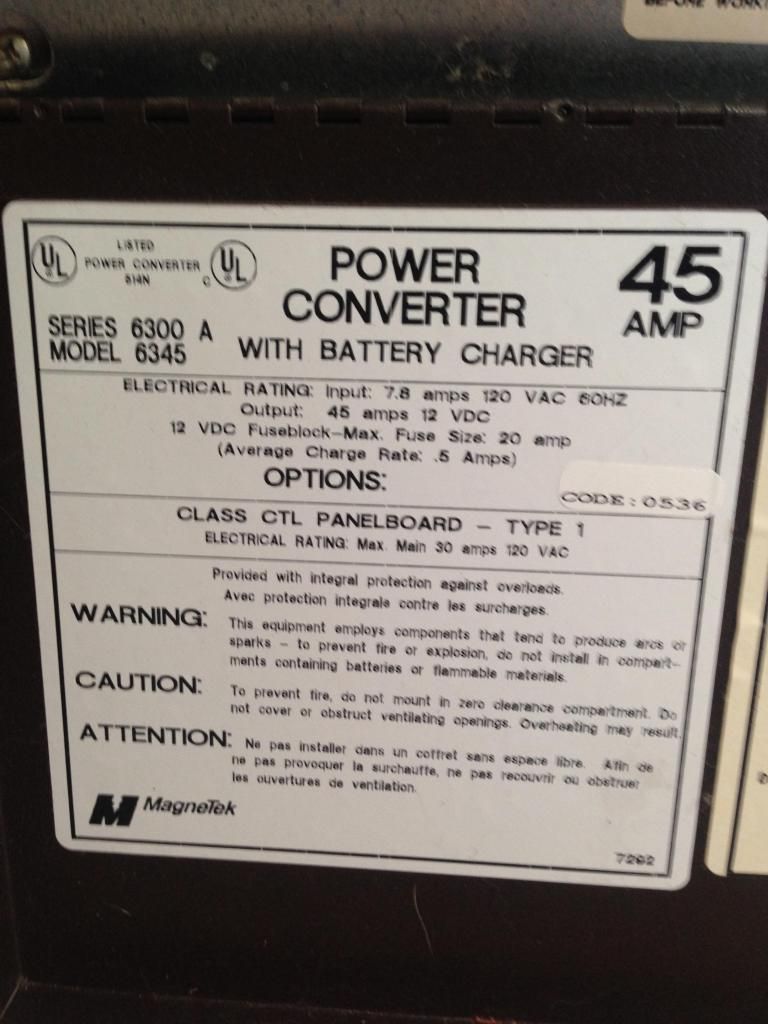 BEFORE WORKI
UL
LISTED
POWER CONVERTER
814N
C UL
POWER
CONVERTER
45
AMP
SERIES 6300 A
MODEL 6345
WITH BATTERY CHARGER
ELECTRICAL RATING: Input: 7.8 amps 120 VAC 60HZ
Output: 45 amps 12 VDC
12 VDC Fuseblock-Max. Fuse Size: 20 amp
(Average Charge Rate: .5 Amps)
OPTIONS:
CODE: 0536
CLASS CTL PANELBOARD - TYPE 1
ELECTRICAL RATING: Max. Main 30 amps 120 VAC
Provided with integral protection against overloads.
Avec protection integrale contre les surcharges.
WARNING: This equipment employs components that tend to produce arcs or
sparks - to prevent fire or explosion, do not install in compart-
ments containing batteries or flammable materials.
CAUTION: To prevent fire, do not mount in zero clearance compartment. Do
not cover or obstruct ventilating openings. Overheating may result.
ATTENTION: Ne pas installer dans un coffret sans espace libre. Afin de
ne pas provoquer la surchauffe, ne pas recouvrir ou obstruer
les ouvertures de ventilation.
M MagneTek
7292